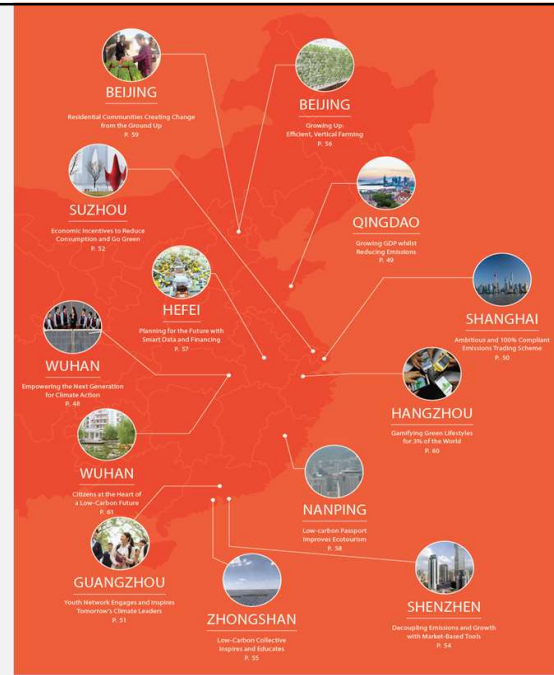 BEIJING
Residential Communities Creating Change
from the Ground Up
P. 59
BEIJING
Growing Up:
Efficient, Vertical Farming
P. 56
SUZHOU
Economic Incentives to Reduce
Consumption and Go Green
P. 52
QINGDAO
Growing GDP whilst
Reducing Emissions
P. 49
HEFEI
Planning for the Future with
Smart Data and Financing
P. 57
SHANGHAI
Ambitious and 100% Compliant
Emissions Trading Scheme
P. 50
WUHAN
Empowering the Next Generation
for Climate Action
P. 48
HANGZHOU
Gamifying Green Lifestyles
for 3% of the World
P. 60
WUHAN
Citizens at the Heart of
a Low-Carbon Future
P. 61
NANPING
Low-carbon Passport
Improves Ecotourism
P. 58
GUANGZHOU
Youth Network Engages and Inspires
Tomorrow's Climate Leaders
P. 51
ZHONGSHAN
Low-Carbon Collective
Inspires and Educates
P. 55
SHENZHEN
Decoupling Emissions and Growth
with Market-Based Tools
P. 54